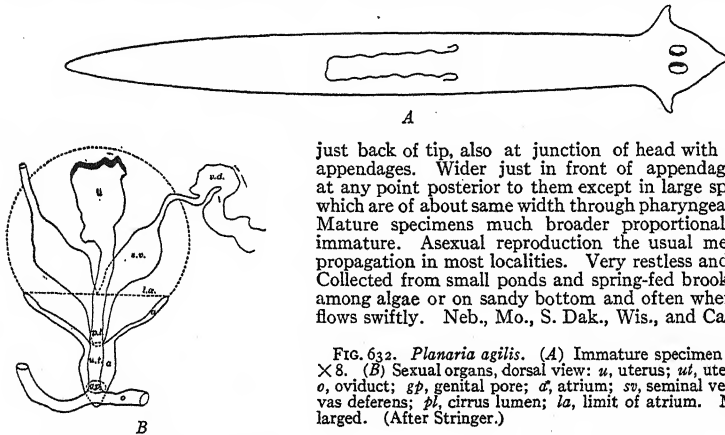 A
just back of tip, also at junction of head with
appendages. Wider just in front of appendag
at any point posterior to them except in large sp
which are of about same width through pharyngea
Mature specimens much broader proportional
immature. Asexual reproduction the usual me
propagation in most localities. Very restless and
Collected from small ponds and spring-fed brook
among algae or on sandy bottom and often whe
flows swiftly. Neb., Mo., S. Dak., Wis., and Ca
FIG. 632. Planaria agilis. (A) Immature specimen
×8. (B) Sexual organs, dorsal view: u, uterus; ut, ute
o, oviduct; gp, genital pore; a, atrium; sv, seminal ve
vas deferens; pl, cirrus lumen; la, limit of atrium. M
larged. (After Stringer.)
u
v.d.
s.v.
l.a.
o
p.l
u.t.
a
g.p.
o
B